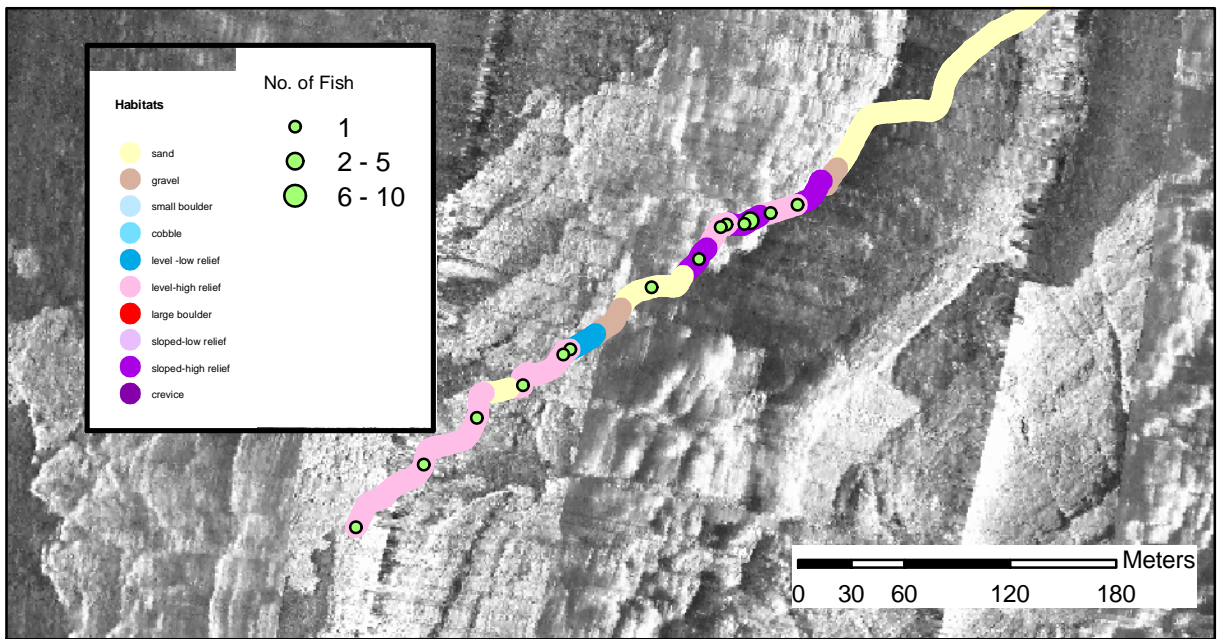 No. of Fish
1
2 - 5
6 - 10
Habitats
sand
gravel
small boulder
cobble
level -low relief
level-high relief
large boulder
sloped-low relief
sloped-high relief
crevice
Meters
0 30 60 120 180